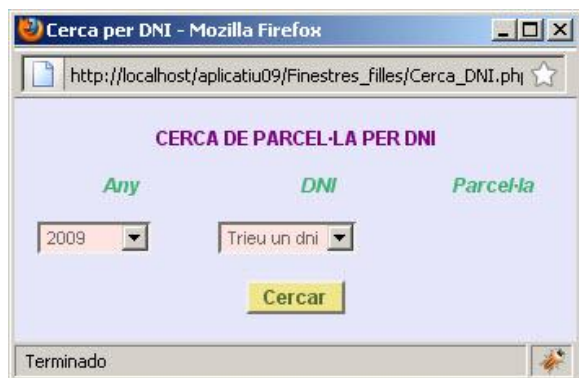 Cerca per DNI - Mozilla Firefox
http://localhost/aplicatiu09/Finestres_filles/Cerca_DNI.php
CERCA DE PARCEL·LA PER DNI
Any DNI Parcel·la
2009 Trieu un dni
Cercar
Terminado